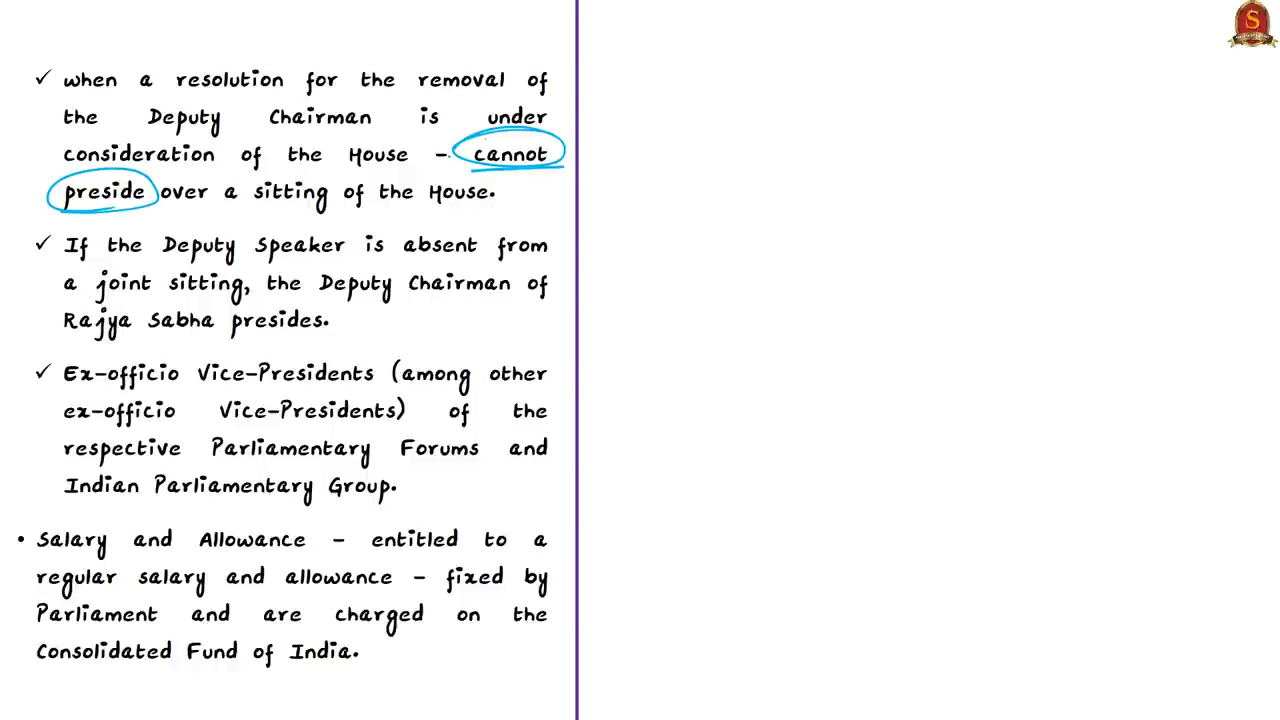 ✓ when a resolution for the removal of
the Deputy Chairman is under
consideration of the House – cannot
preside over a sitting of the House.
✓ If the Deputy Speaker is absent from
a joint sitting, the Deputy Chairman of
Rajya Sabha presides.
✓ Ex-officio Vice-Presidents (among other
ex-officio Vice-Presidents) of the
respective Parliamentary Forums and
Indian Parliamentary Group.
• Salary and Allowance – entitled to a
regular salary and allowance – fixed by
Parliament and are charged on the
Consolidated Fund of India.
S